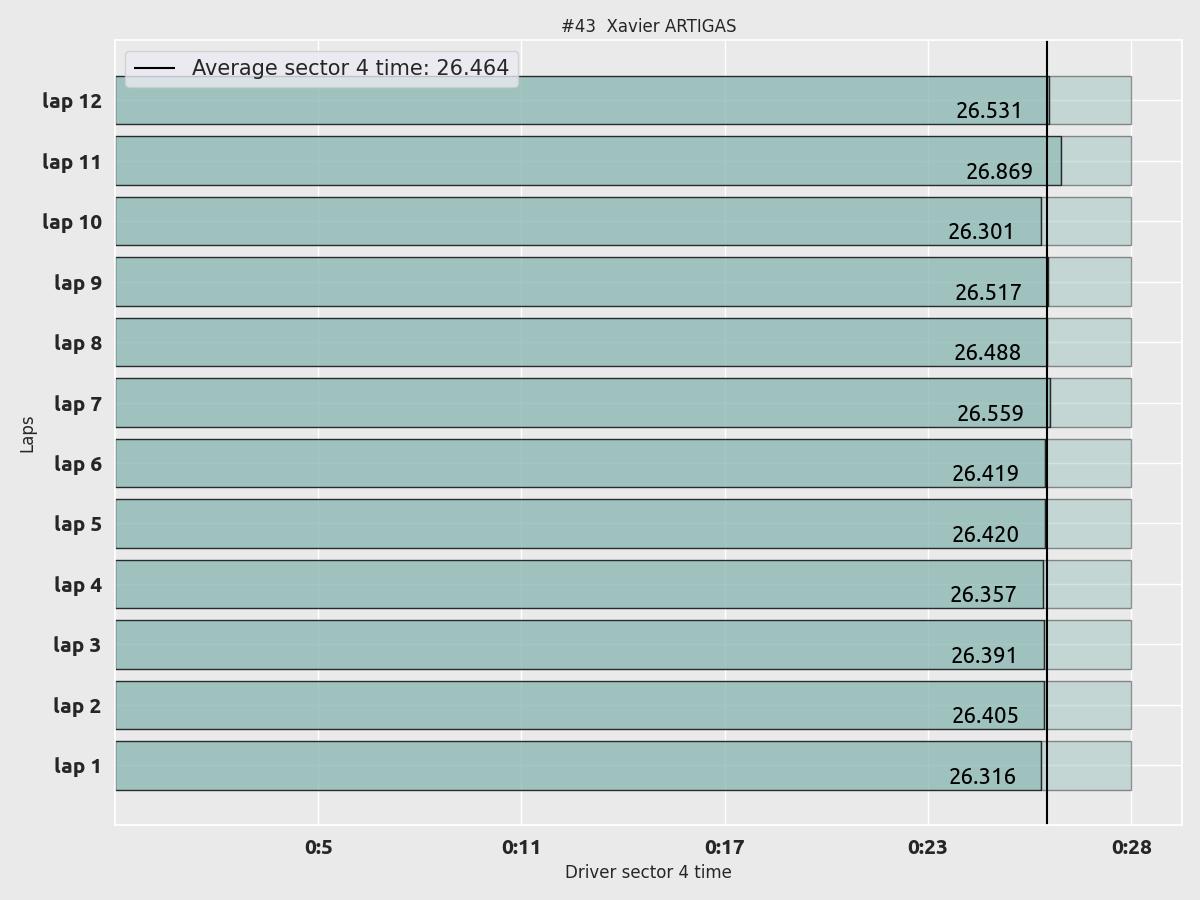 #43  Xavier ARTIGAS
Average sector 4 time: 26.464
lap 12 26.531
lap 11 26.869
lap 10 26.301
lap 9 26.517
lap 8 26.488
lap 7 26.559
lap 6 26.419
lap 5 26.420
lap 4 26.357
lap 3 26.391
lap 2 26.405
lap 1 26.316
Laps
0:5 0:11 0:17 0:23 0:28
Driver sector 4 time